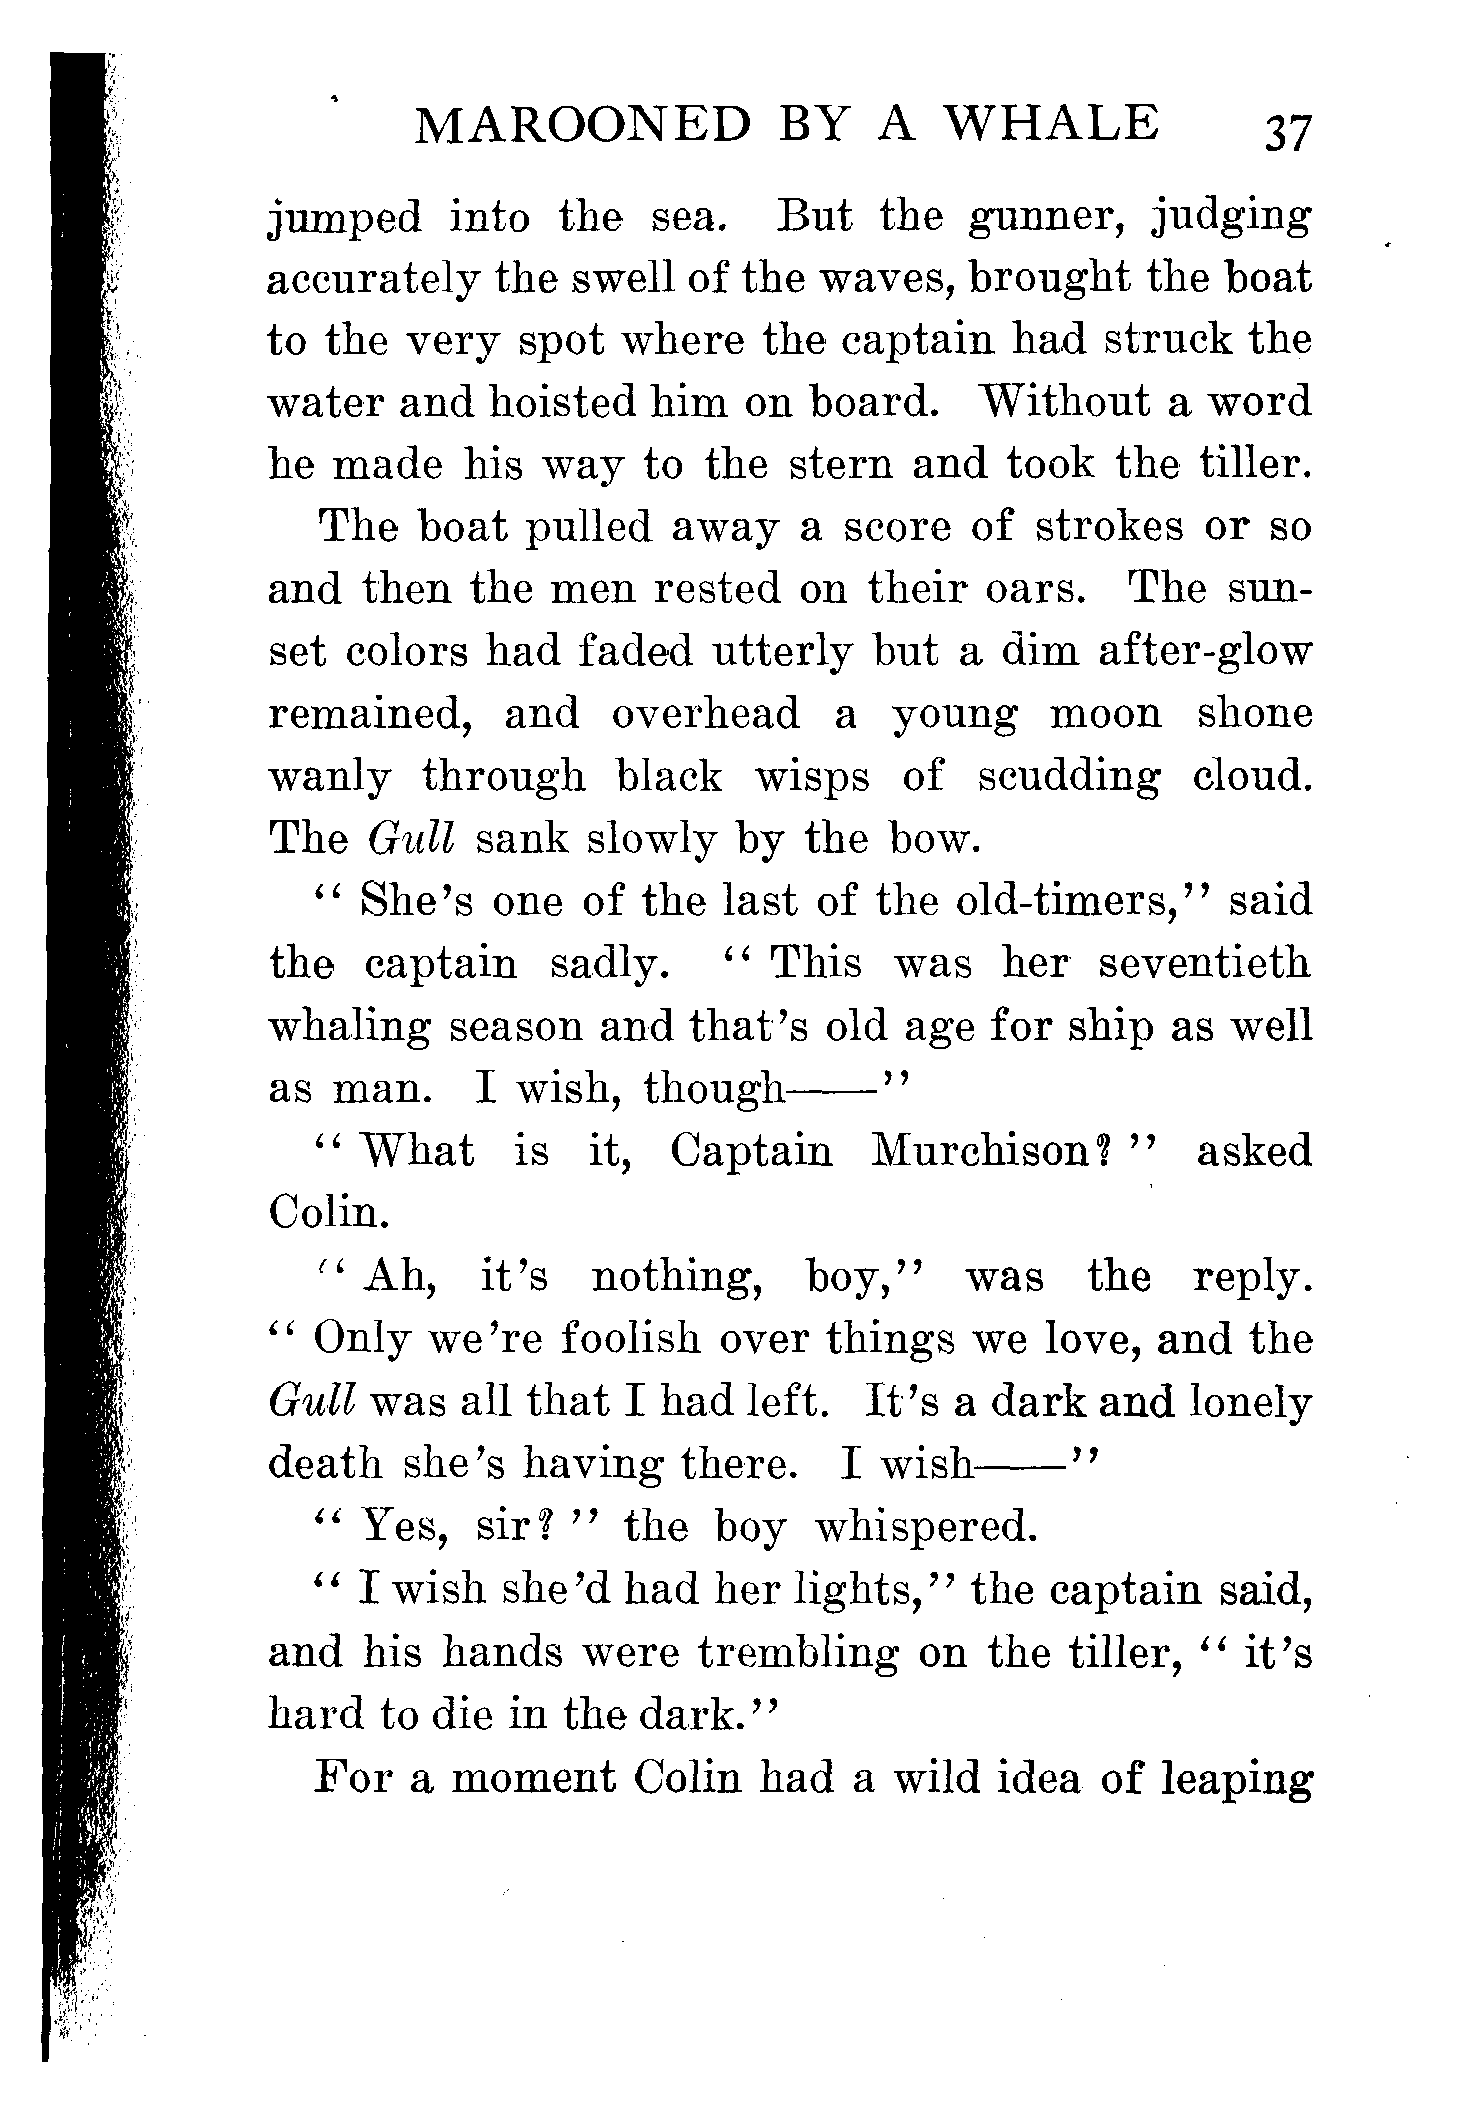 MAROONED BY A WHALE 37
jumped into the sea. But the gunner, judging
accurately the swell of the waves, brought the boat
to the very spot where the captain had struck the
water and hoisted him on board. Without a word
he made his way to the stern and took the tiller.
The boat pulled away a score of strokes or so
and then the men rested on their oars. The sun-
set colors had faded utterly but a dim after-glow
remained, and overhead a young moon shone
wanly through black wisps of scudding cloud.
The Gull sank slowly by the bow.
“ She’s one of the last of the old-timers,” said
the captain sadly. “ This was her seventieth
whaling season and that’s old age for ship as well
as man. I wish, though——”
“ What is it, Captain Murchison? ” asked
Colin.
“ Ah, it’s nothing, boy,” was the reply.
“ Only we’re foolish over things we love, and the
Gull was all that I had left. It’s a dark and lonely
death she’s having there. I wish——”
“ Yes, sir? ” the boy whispered.
“ I wish she’d had her lights,” the captain said,
and his hands were trembling on the tiller, “ it’s
hard to die in the dark.”
For a moment Colin had a wild idea of leaping